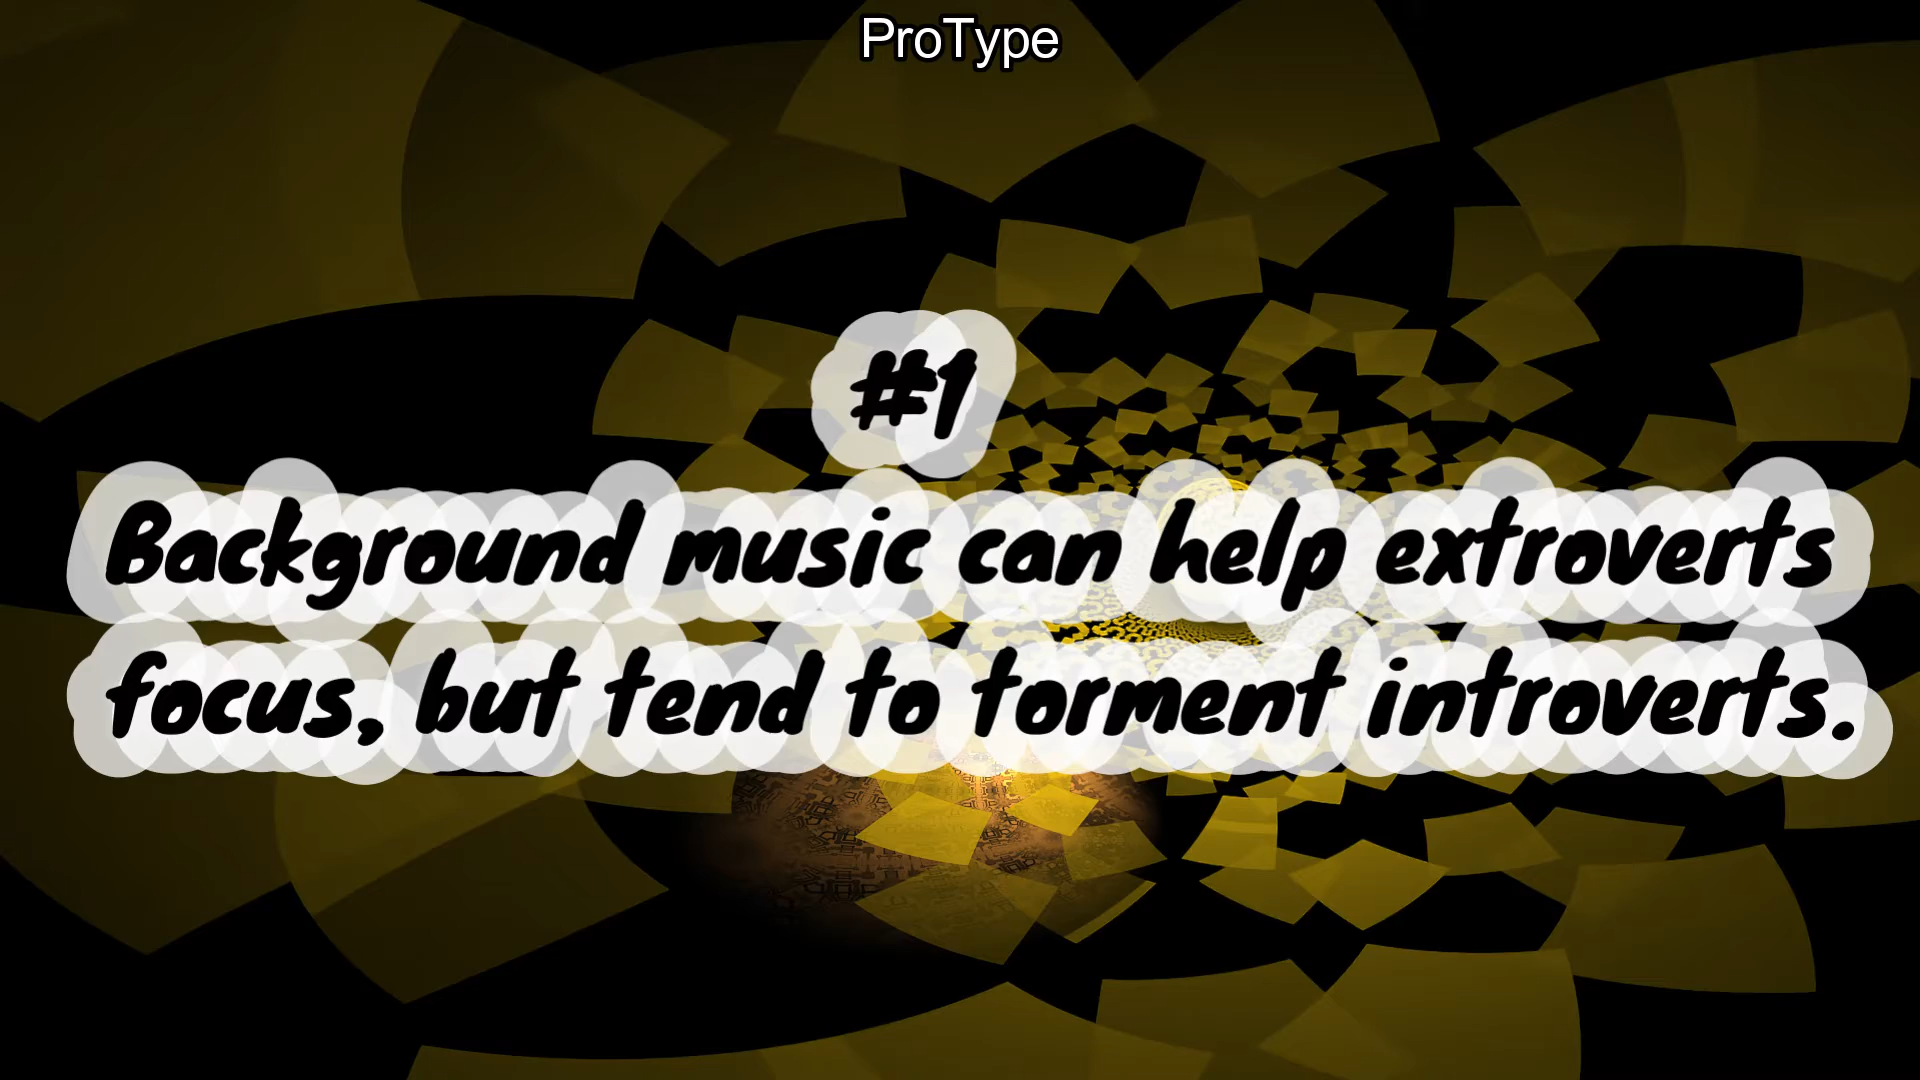 ProType
#1
Background music can help extroverts
focus, but tend to torment introverts.